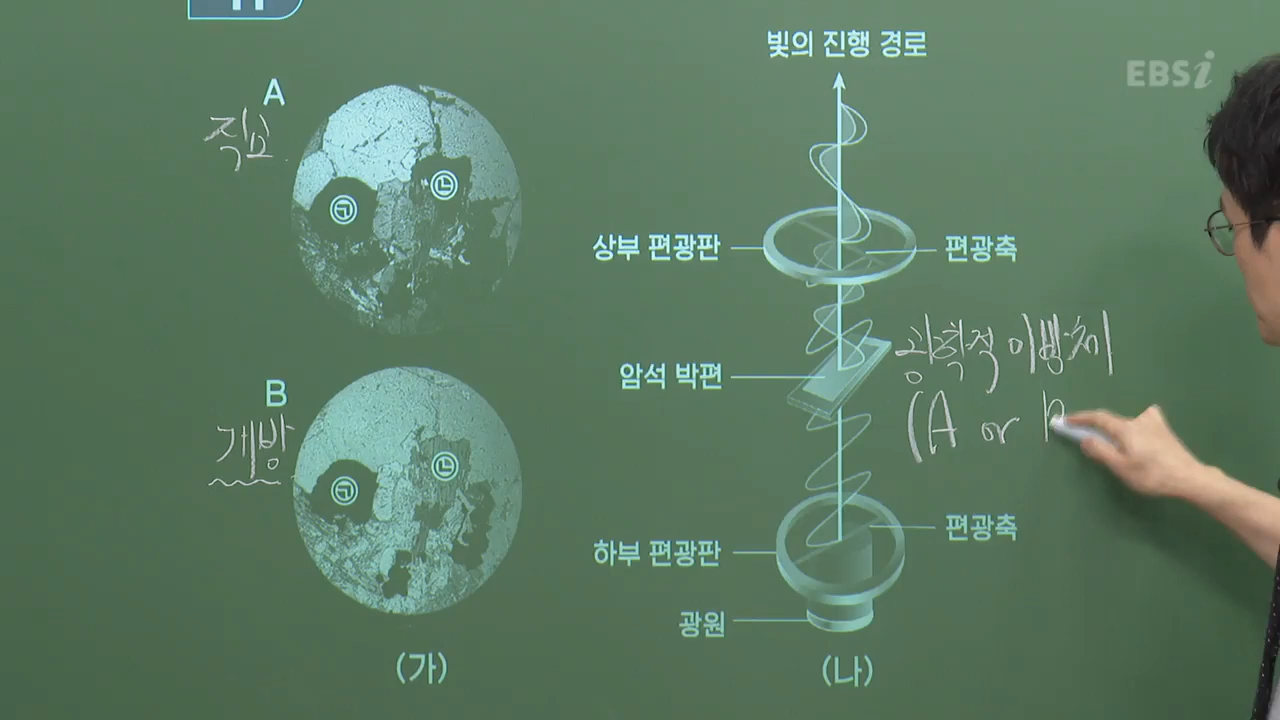 EBSi
A
직교
㉠
㉡
B
개방
㉠
㉡
(가)
빛의 진행 경로
상부 편광판
편광축
암석 박편
광학적 이방체
(A or B
하부 편광판
편광축
광원
(나)